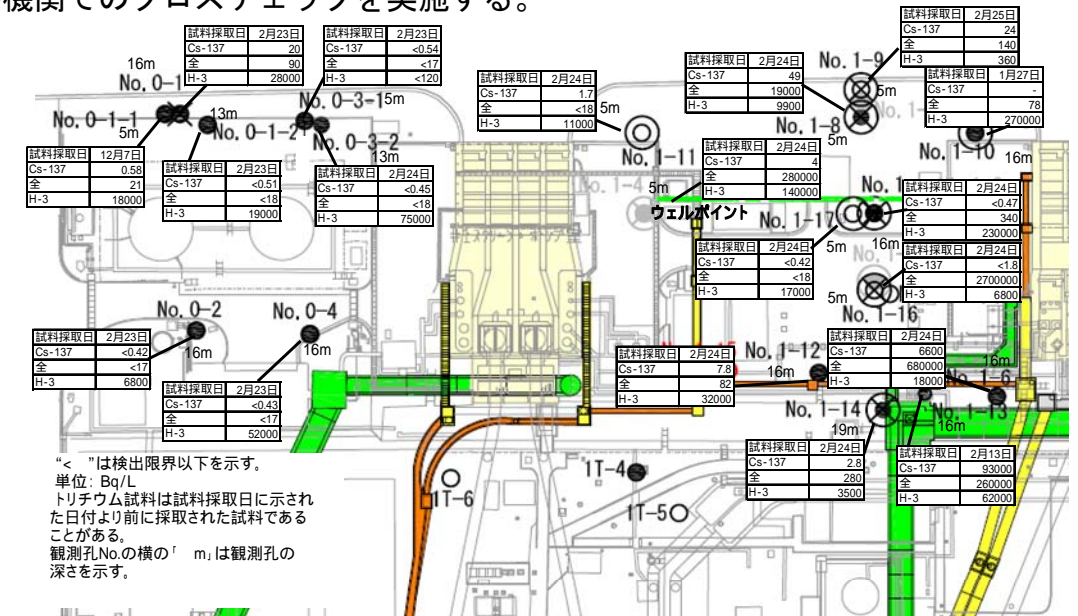 機関でのクロスチェックを実施する。
試料採取日 2月23日
Cs-137 20
全 90
H-3 28000
試料採取日 2月23日
Cs-137 <0.54
全 <17
H-3 <120
試料採取日 2月24日
Cs-137 1.7
全 <18
H-3 11000
試料採取日 2月24日
Cs-137 49
全 19000
H-3 9900
試料採取日 2月25日
Cs-137 24
全 140
H-3 360
試料採取日 1月27日
Cs-137 -
全 78
H-3 270000
16m
No. 0-1
No. 0-1-1
5m
13m
No. 0-1-2
No. 0-3-1 5m
No. 0-3-2
13m
5m
No. 1-11
No. 1-9
5m
No. 1-8
5m
No. 1-10
16m
試料採取日 12月7日
Cs-137 0.58
全 21
H-3 18000
試料採取日 2月23日
Cs-137 <0.51
全 <18
H-3 19000
試料採取日 2月24日
Cs-137 <0.45
全 <18
H-3 75000
試料採取日 2月24日
Cs-137 4
全 280000
H-3 140000
1-4
5m
ウェルポイント
No. 1-17
5m
16m
試料採取日 2月24日
Cs-137 <0.47
全 340
H-3 230000
試料採取日 2月24日
Cs-137 <0.42
全 <18
H-3 17000
試料採取日 2月24日
Cs-137 <1.8
全 2700000
H-3 6800
5m
No. 1-16
No. 0-2
16m
No. 0-4
16m
試料採取日 2月23日
Cs-137 <0.42
全 <17
H-3 6800
試料採取日 2月23日
Cs-137 <0.43
全 <17
H-3 52000
試料採取日 2月24日
Cs-137 7.8
全 82
H-3 32000
No. 1-12
16m
試料採取日 2月24日
Cs-137 6600
全 680000
H-3 18000
16m
1-6
No. 1-14
19m
No. 1-13
16m
試料採取日 2月24日
Cs-137 2.8
全 280
H-3 3500
試料採取日 2月13日
Cs-137 93000
全 260000
H-3 62000
1T-6
1T-4
1T-5
“< ”は検出限界以下を示す。
単位: Bq/L
トリチウム試料は試料採取日に示され
た日付より前に採取された試料である
ことがある。
観測孔No.の横の「 m」は観測孔の
深さを示す。